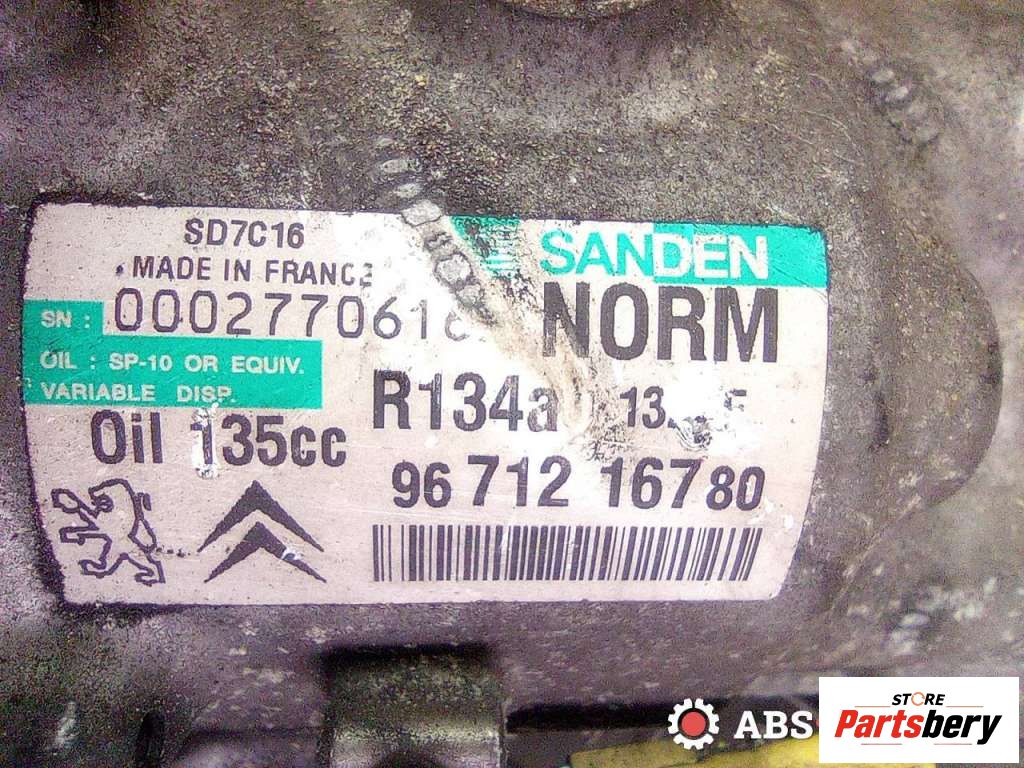 SD7C16
MADE IN FRANCE
SN : 0002770616
OIL : SP-10 OR EQUIV.
VARIABLE DISP.
Oil 135cc
SANDEN
NORM
R134a
96 712 16780
ABS
STORE
Partsbery